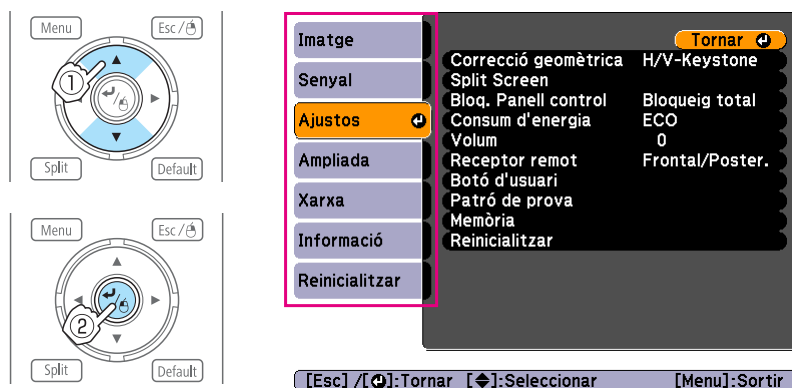 Menu
Esc/
1
Split
Default
Menu
Esc/
2
Split
Default
Imatge
Senyal
Ajustos
Ampliada
Xarxa
Informació
Reinicialitzar
Tornar
Correcció geomètrica H/V-Keystone
Split Screen
Bloq. Panell control Bloqueig total
Consum d'energia ECO
Volum 0
Receptor remot Frontal/Poster.
Botó d'usuari
Patró de prova
Memòria
Reinicialitzar
[Esc] /[ ]:Tornar [ ]:Seleccionar [Menu]:Sortir